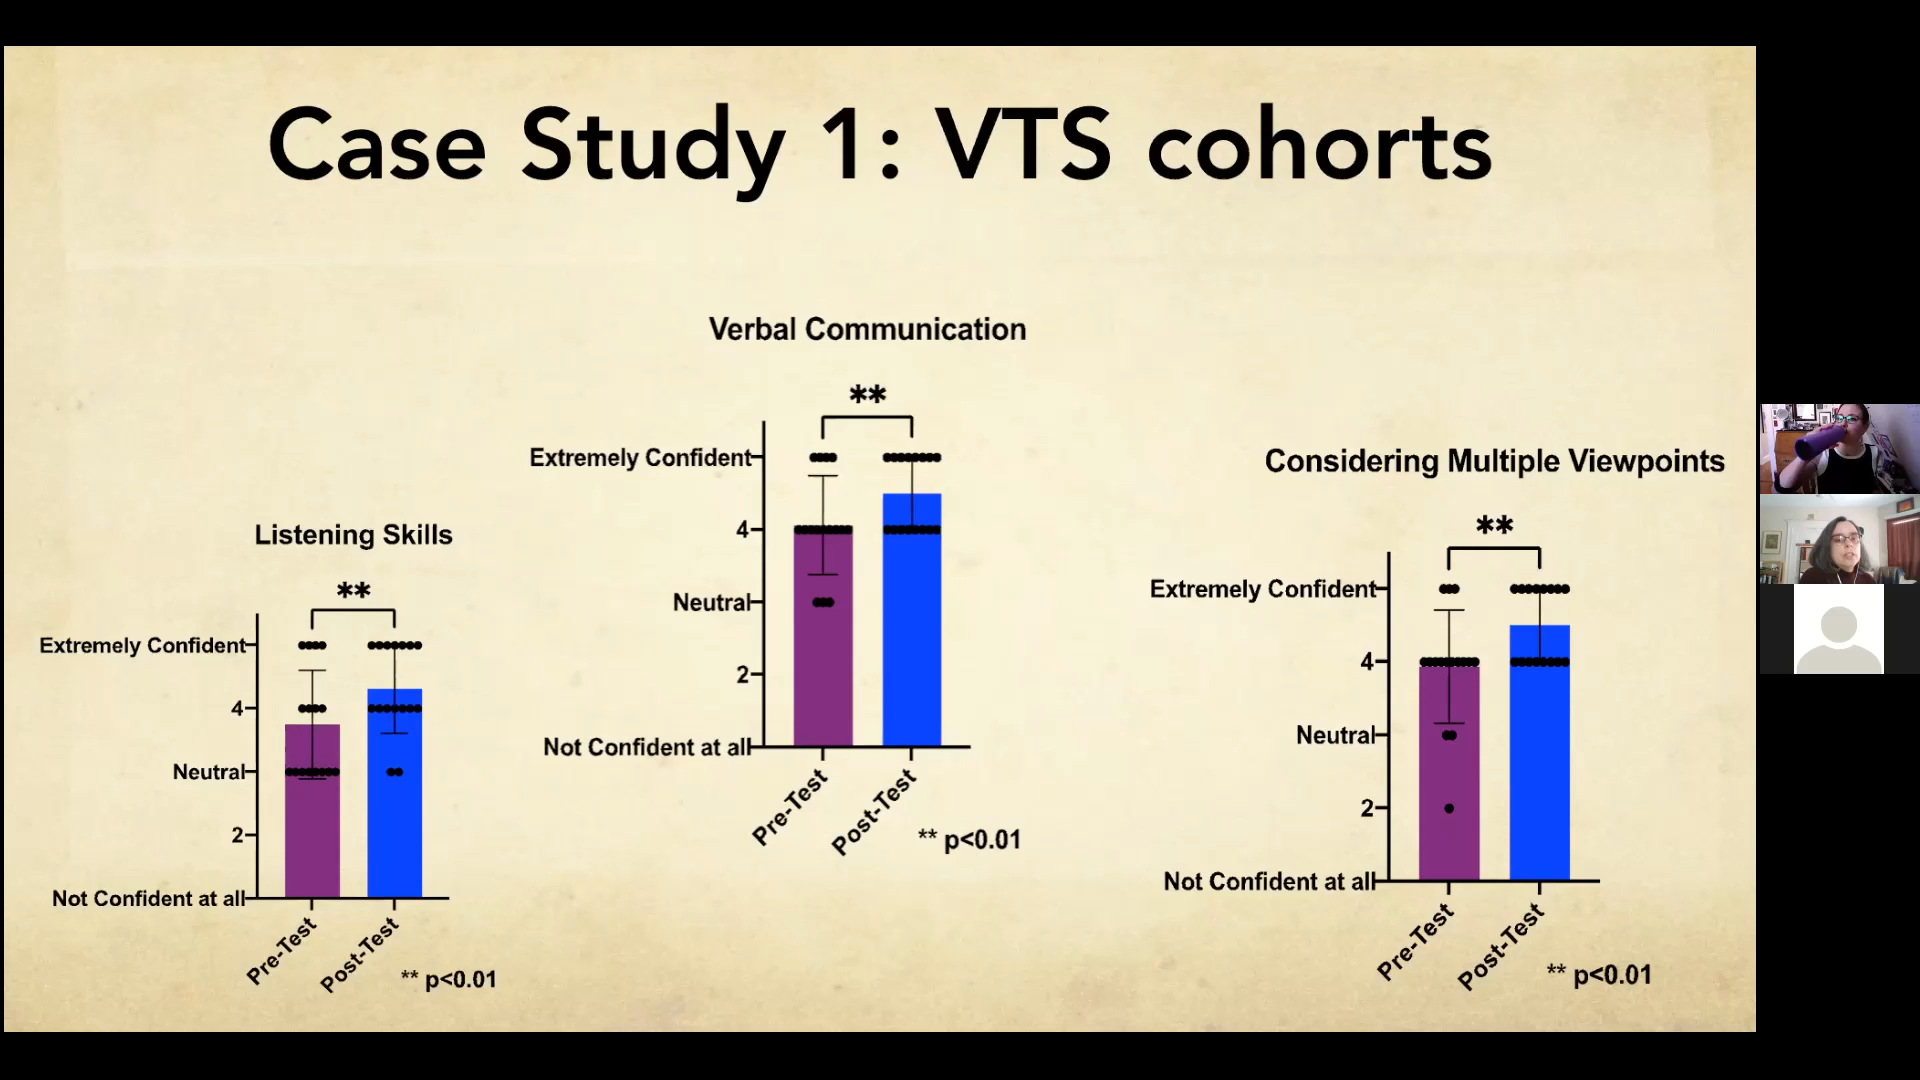 Case Study 1: VTS cohorts
Listening Skills
**
Extremely Confident
4
Neutral
2
Not Confident at all
Pre-Test
Post-Test
** p<0.01
Verbal Communication
**
Extremely Confident
4
Neutral
2
Not Confident at all
Pre-Test
Post-Test
** p<0.01
Considering Multiple Viewpoints
**
Extremely Confident
4
Neutral
2
Not Confident at all
Pre-Test
Post-Test
** p<0.01